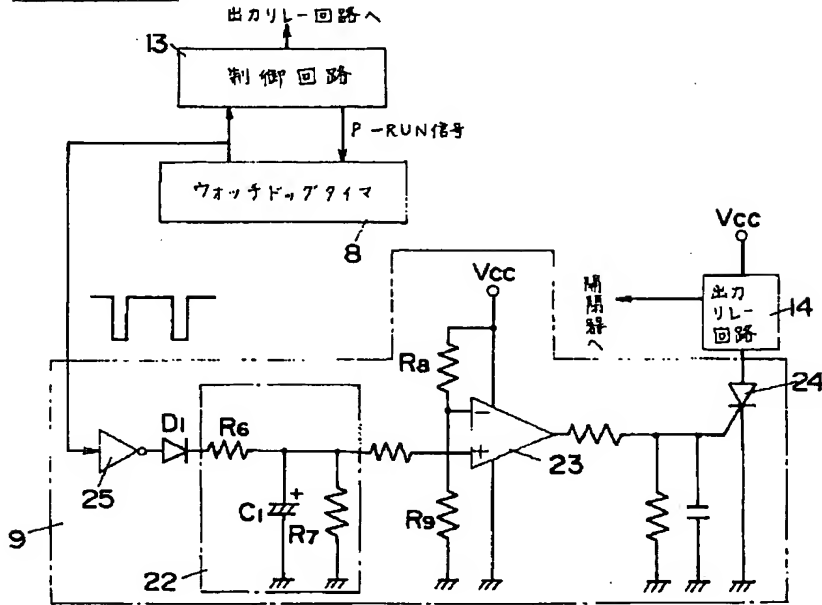 出力リレー回路へ
13
制御回路
P-RUN信号
ウォッチドッグタイマ
8
Vcc
Vcc
開閉器へ
出力
リレー
回路
14
24
R8
D1
R6
25
C1
+
R7
−
+
23
R9
9
22